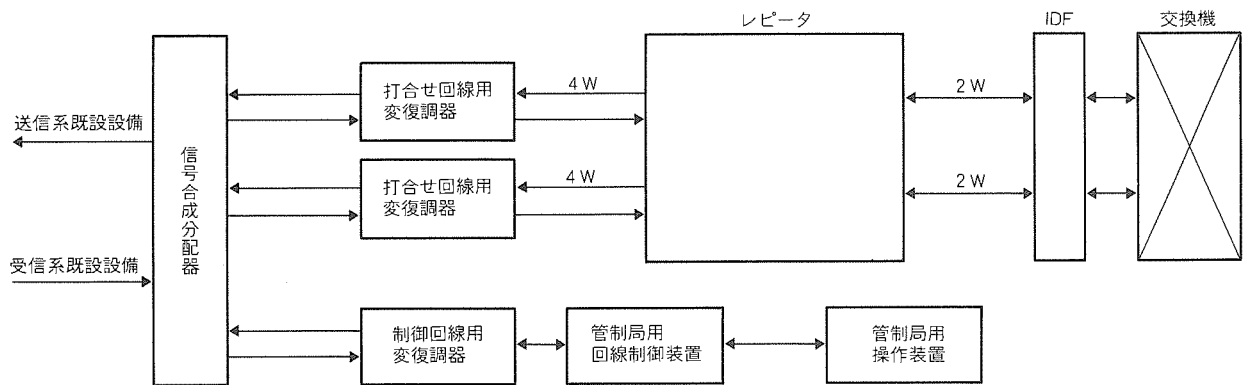 レピータ
IDF
交換機
打合せ回線用
変復調器
4W
2W
送信系既設設備
信号合成分配器
打合せ回線用
変復調器
4W
2W
受信系既設設備
制御回線用
変復調器
管制局用
回線制御装置
管制局用
操作装置